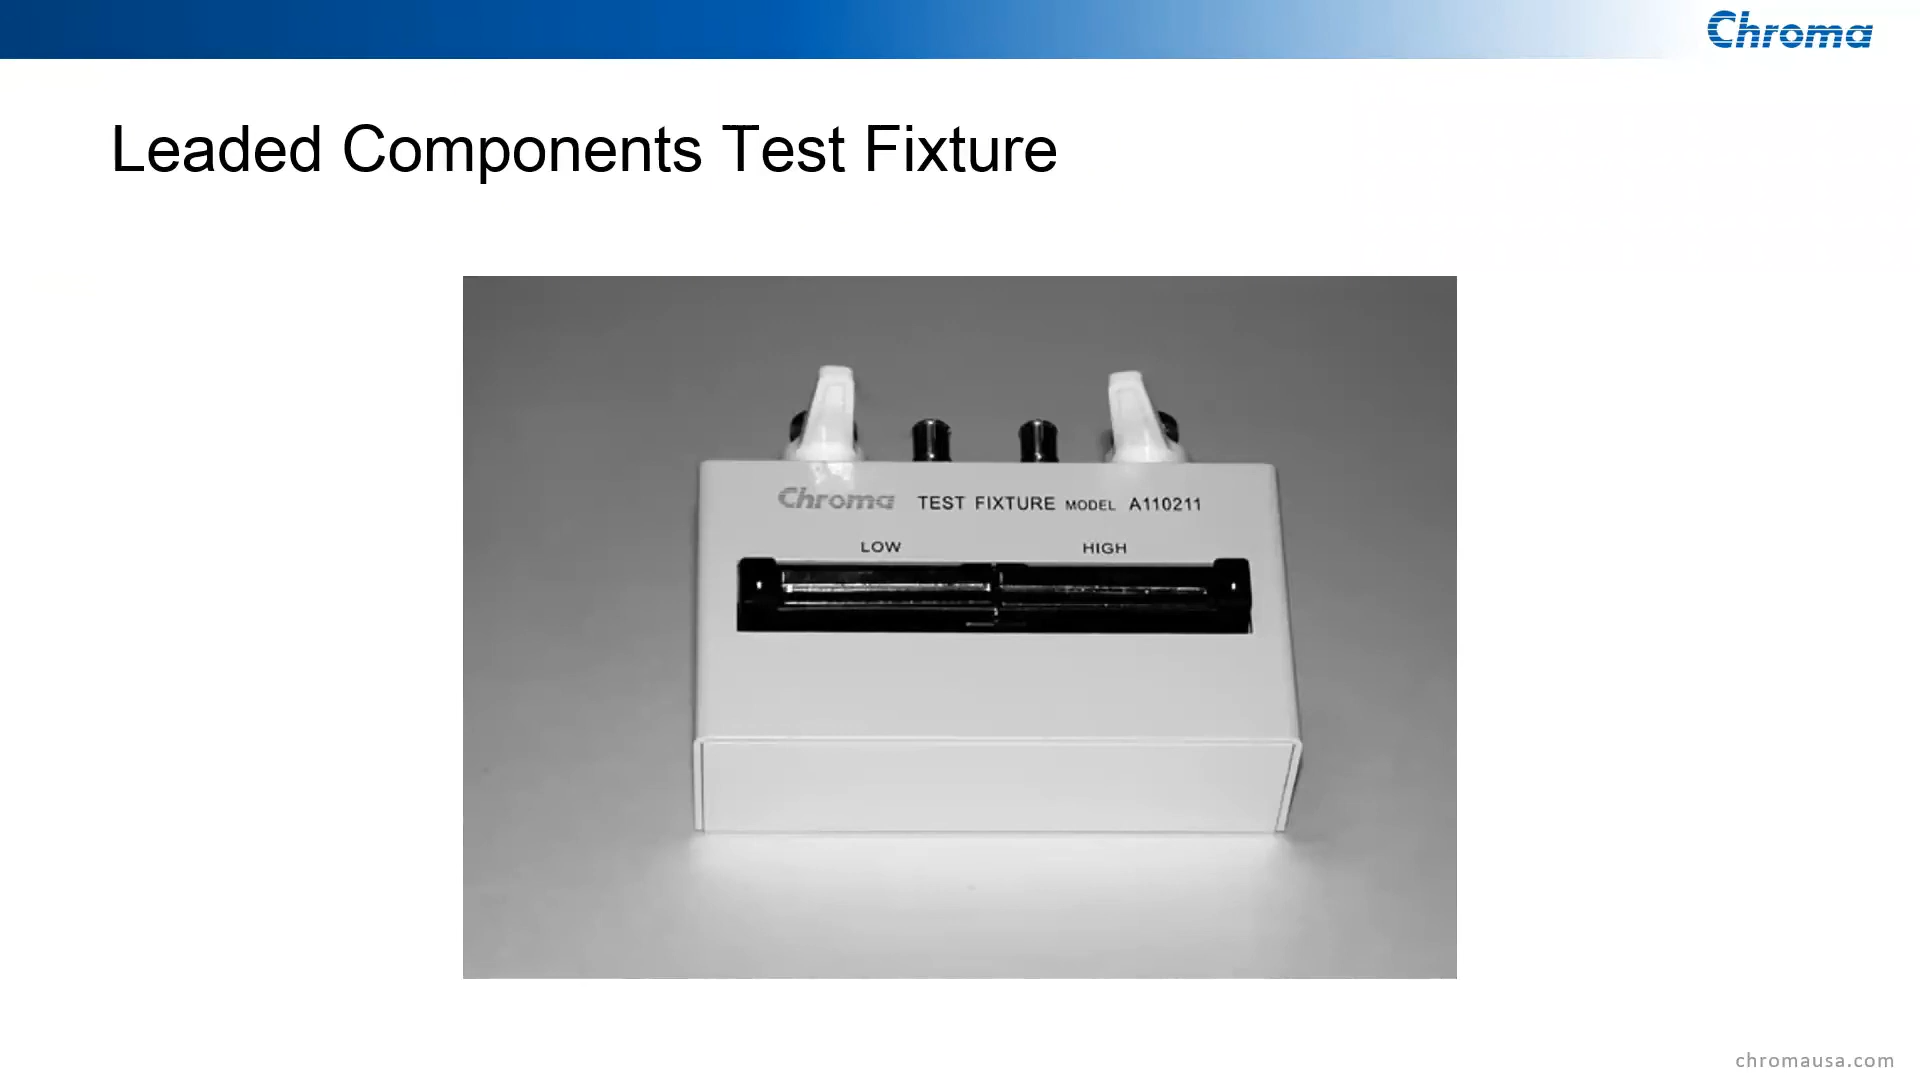 Chroma
Leaded Components Test Fixture
Chroma TEST FIXTURE MODEL A110211
LOW HIGH
chromausa.com